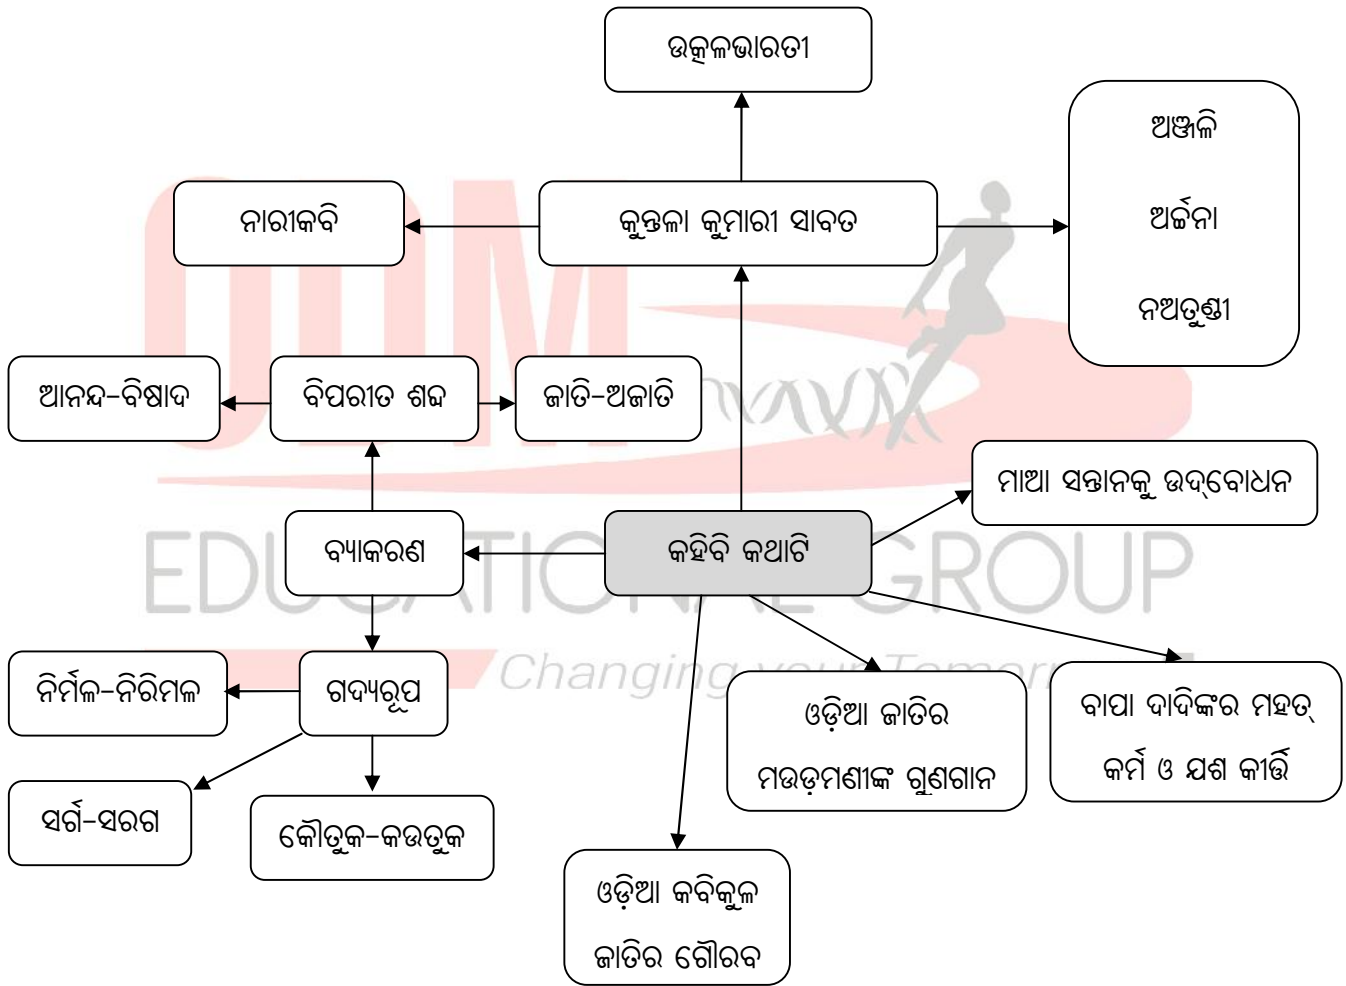 ଉତ୍କଳଭାରତୀ
ଅଞ୍ଜଳି
ଅର୍ଚ୍ଚନା
ନଅତୁଣ୍ଡୀ
ନାରୀକବି
କୁନ୍ତଳା କୁମାରୀ ସାବତ
ଆନନ୍ଦ-ବିଷାଦ
ବିପରୀତ ଶବ୍ଦ
ଜାତି-ଅଜାତି
ମାଆ ସନ୍ତାନକୁ ଉଦ୍‌ବୋଧନ
ବ୍ୟାକରଣ
କହିବି କଥାଟି
EDUCATIONAL GROUP
Changing your Tomorr
ନିର୍ମଳ-ନିରିମଳ
ଗଦ୍ୟରୂପ
ଓଡ଼ିଆ ଜାତିର
ମଉଡ଼ମଣୀଙ୍କ ଗୁଣଗାନ
ବାପା ଦାଦିଙ୍କର ମହତ୍
କର୍ମ ଓ ଯଶ କୀର୍ତ୍ତି
ସର୍ଗ-ସରଗ
କୌତୁକ-କଉତୁକ
ଓଡ଼ିଆ କବିକୁଳ
ଜାତିର ଗୌରବ